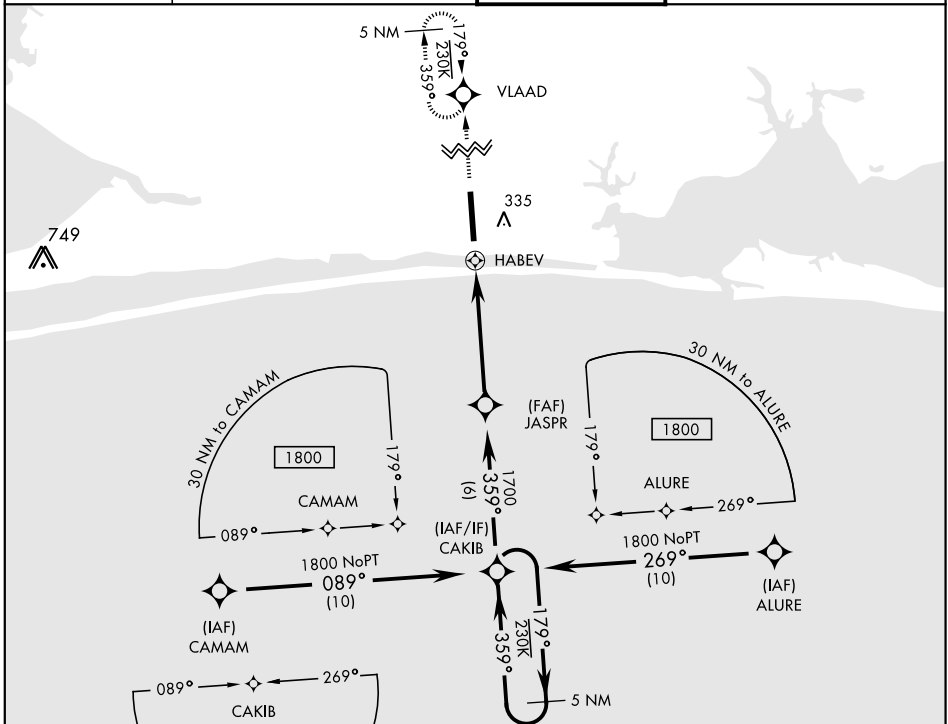 5 NM
179°
230K
359°
VLAAD
335
749
HABEV
30 NM to CAMAM
1800
179°
CAMAM
089°
(FAF)
JASPR
30 NM to ALURE
1800
179°
ALURE
269°
1700
359°
(6)
(IAF/IF)
CAKIB
1800 NoPT
089°
(10)
(IAF)
CAMAM
1800 NoPT
269°
(10)
(IAF)
ALURE
179°
230K
359°
5 NM
089°
269°
CAKIB